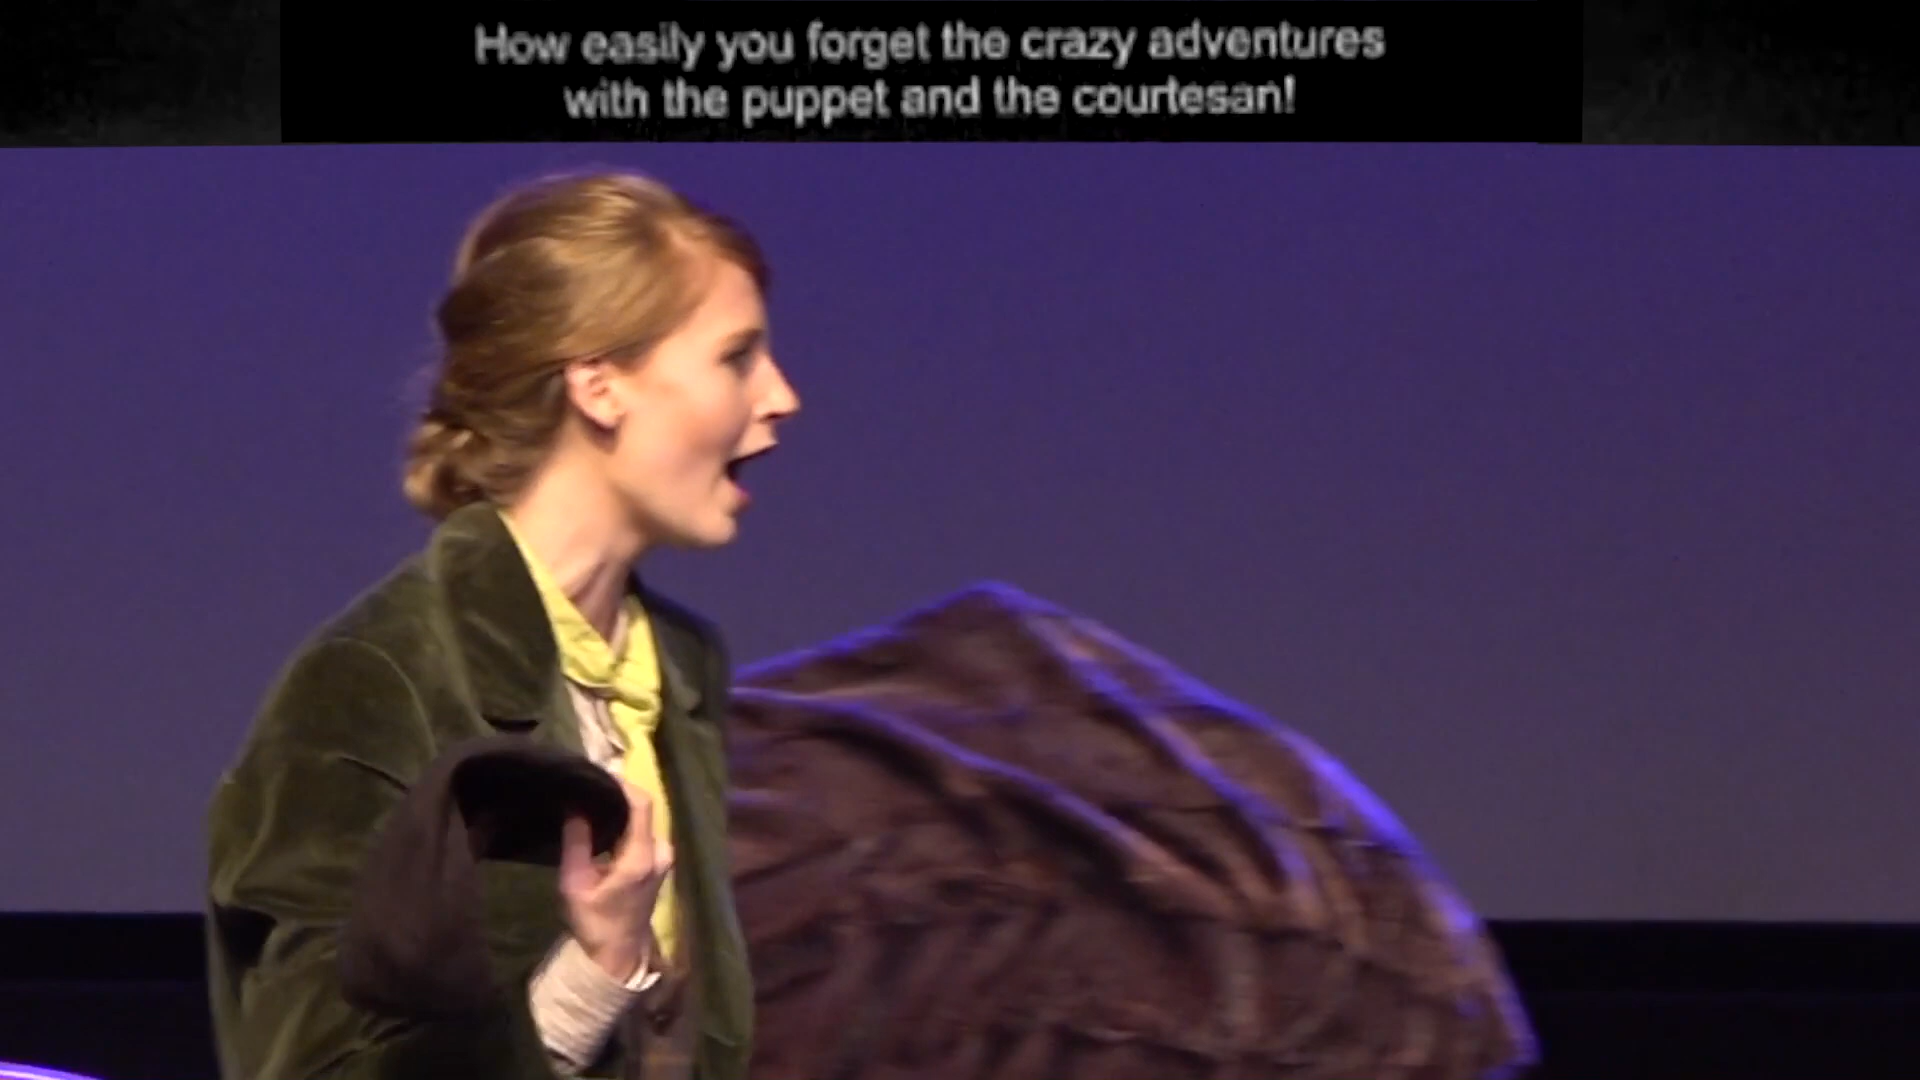 How easily you forget the crazy adventures
with the puppet and the courtesan!